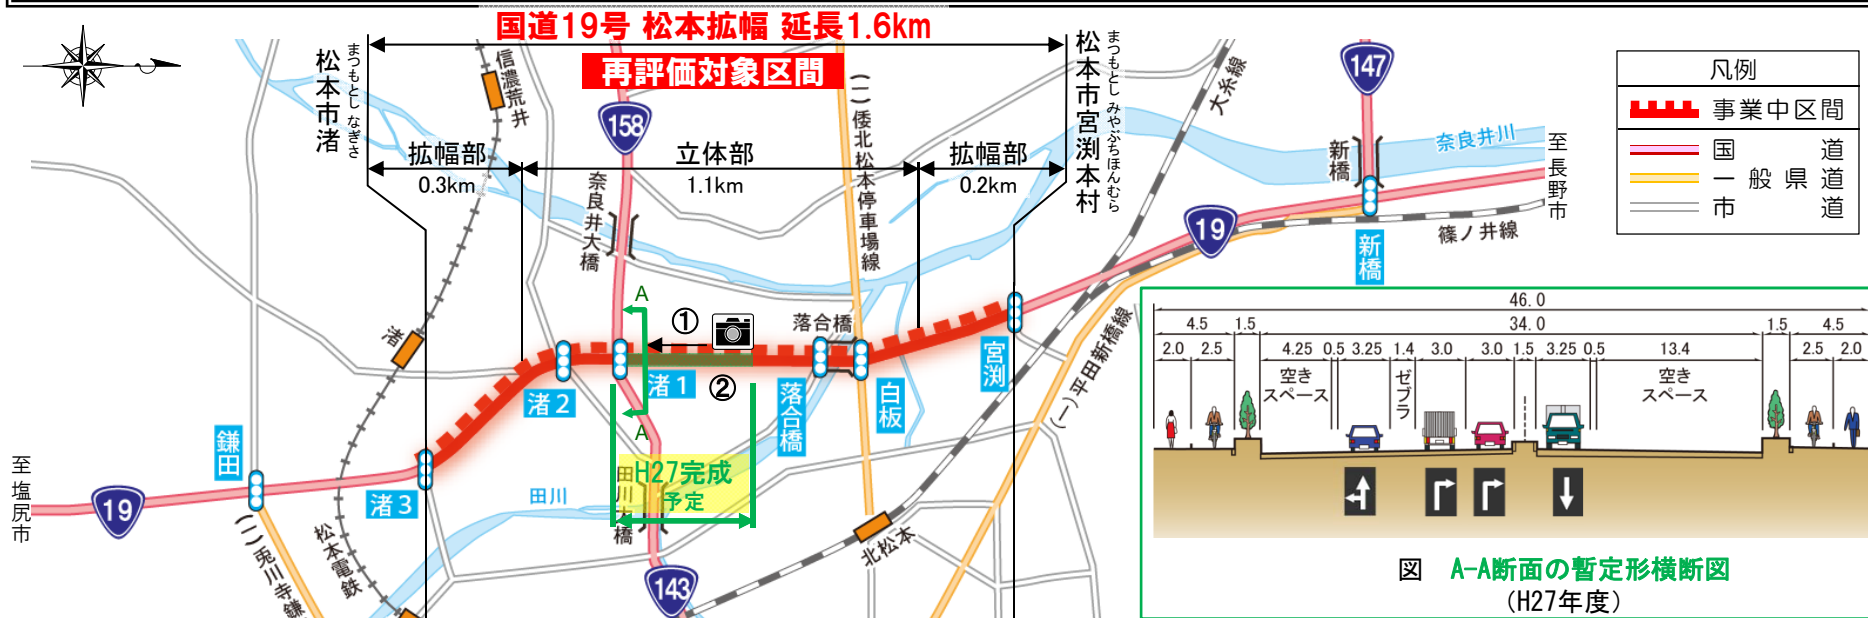 国道19号 松本拡幅 延長1.6km
再評価対象区間
松本市渚
まつもとし なぎさ
松本市宮渕本村
まつもとし みやぶちほんむら
拡幅部
0.3km
立体部
1.1km
拡幅部
0.2km
信濃荒井
158
奈良井大橋
(一)倭北松本停車場線
大糸線
147
新橋
奈良井川
至長野市
19
篠ノ井線
新橋
凡例
事業中区間
国道
一般県道
市道
A
①
落合橋
渚
渚2
渚1
②
落合橋
白板
宮渕
(一)平田新橋線
A
鎌田
至塩尻市
19
渚3
田川
田川大橋
H27完成
予定
北松本
松本電鉄
(一)兎川寺鎌
143
46.0
4.5 1.5 34.0 1.5 4.5
2.0 2.5 4.25 0.5 3.25 1.4 3.0 3.0 1.5 3.25 0.5 13.4 2.5 2.0
空き
スペース
ゼブラ
空き
スペース
図 A-A断面の暫定形横断図
(H27年度)